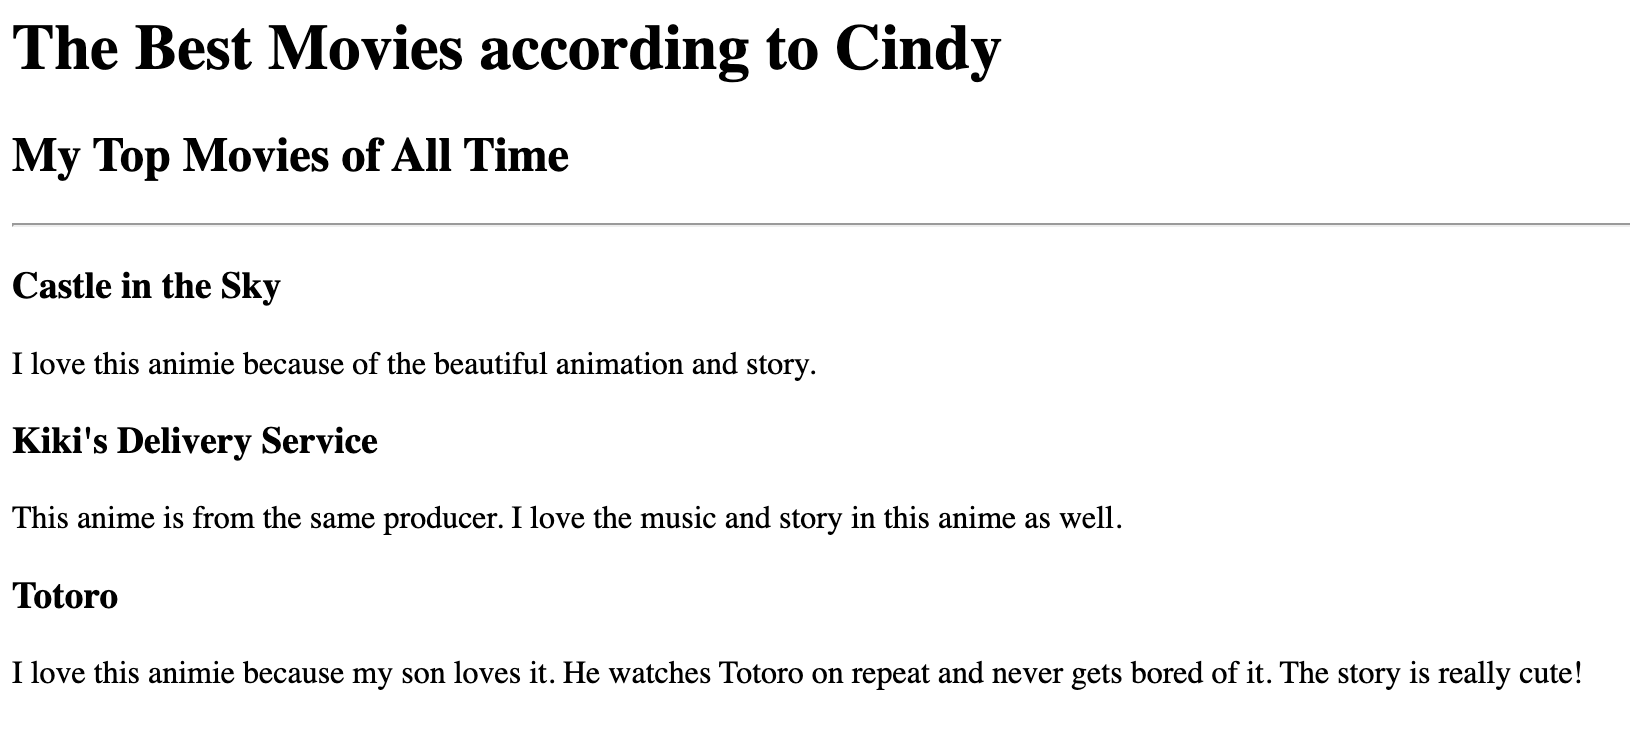 The Best Movies according to Cindy
My Top Movies of All Time
Castle in the Sky
I love this animie because of the beautiful animation and story.
Kiki's Delivery Service
This anime is from the same producer. I love the music and story in this anime as well.
Totoro
I love this animie because my son loves it. He watches Totoro on repeat and never gets bored of it. The story is really cute!